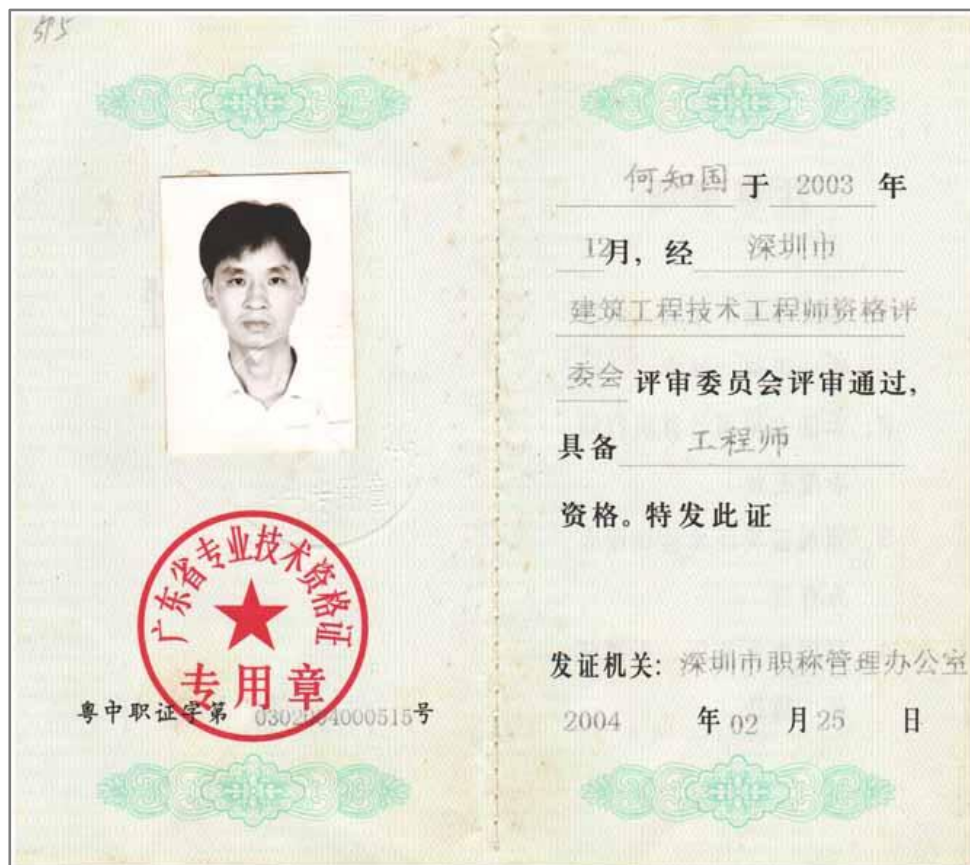 何知国 于 2003 年
12月, 经 深圳市
建筑工程技术工程师资格评
委会 评审委员会评审通过,
具备 工程师
资格。特发此证
发证机关: 深圳市职称管理办公室
2004 年 02 月 25 日
广东省专业技术资格证
专用章
粤中职证字第 号